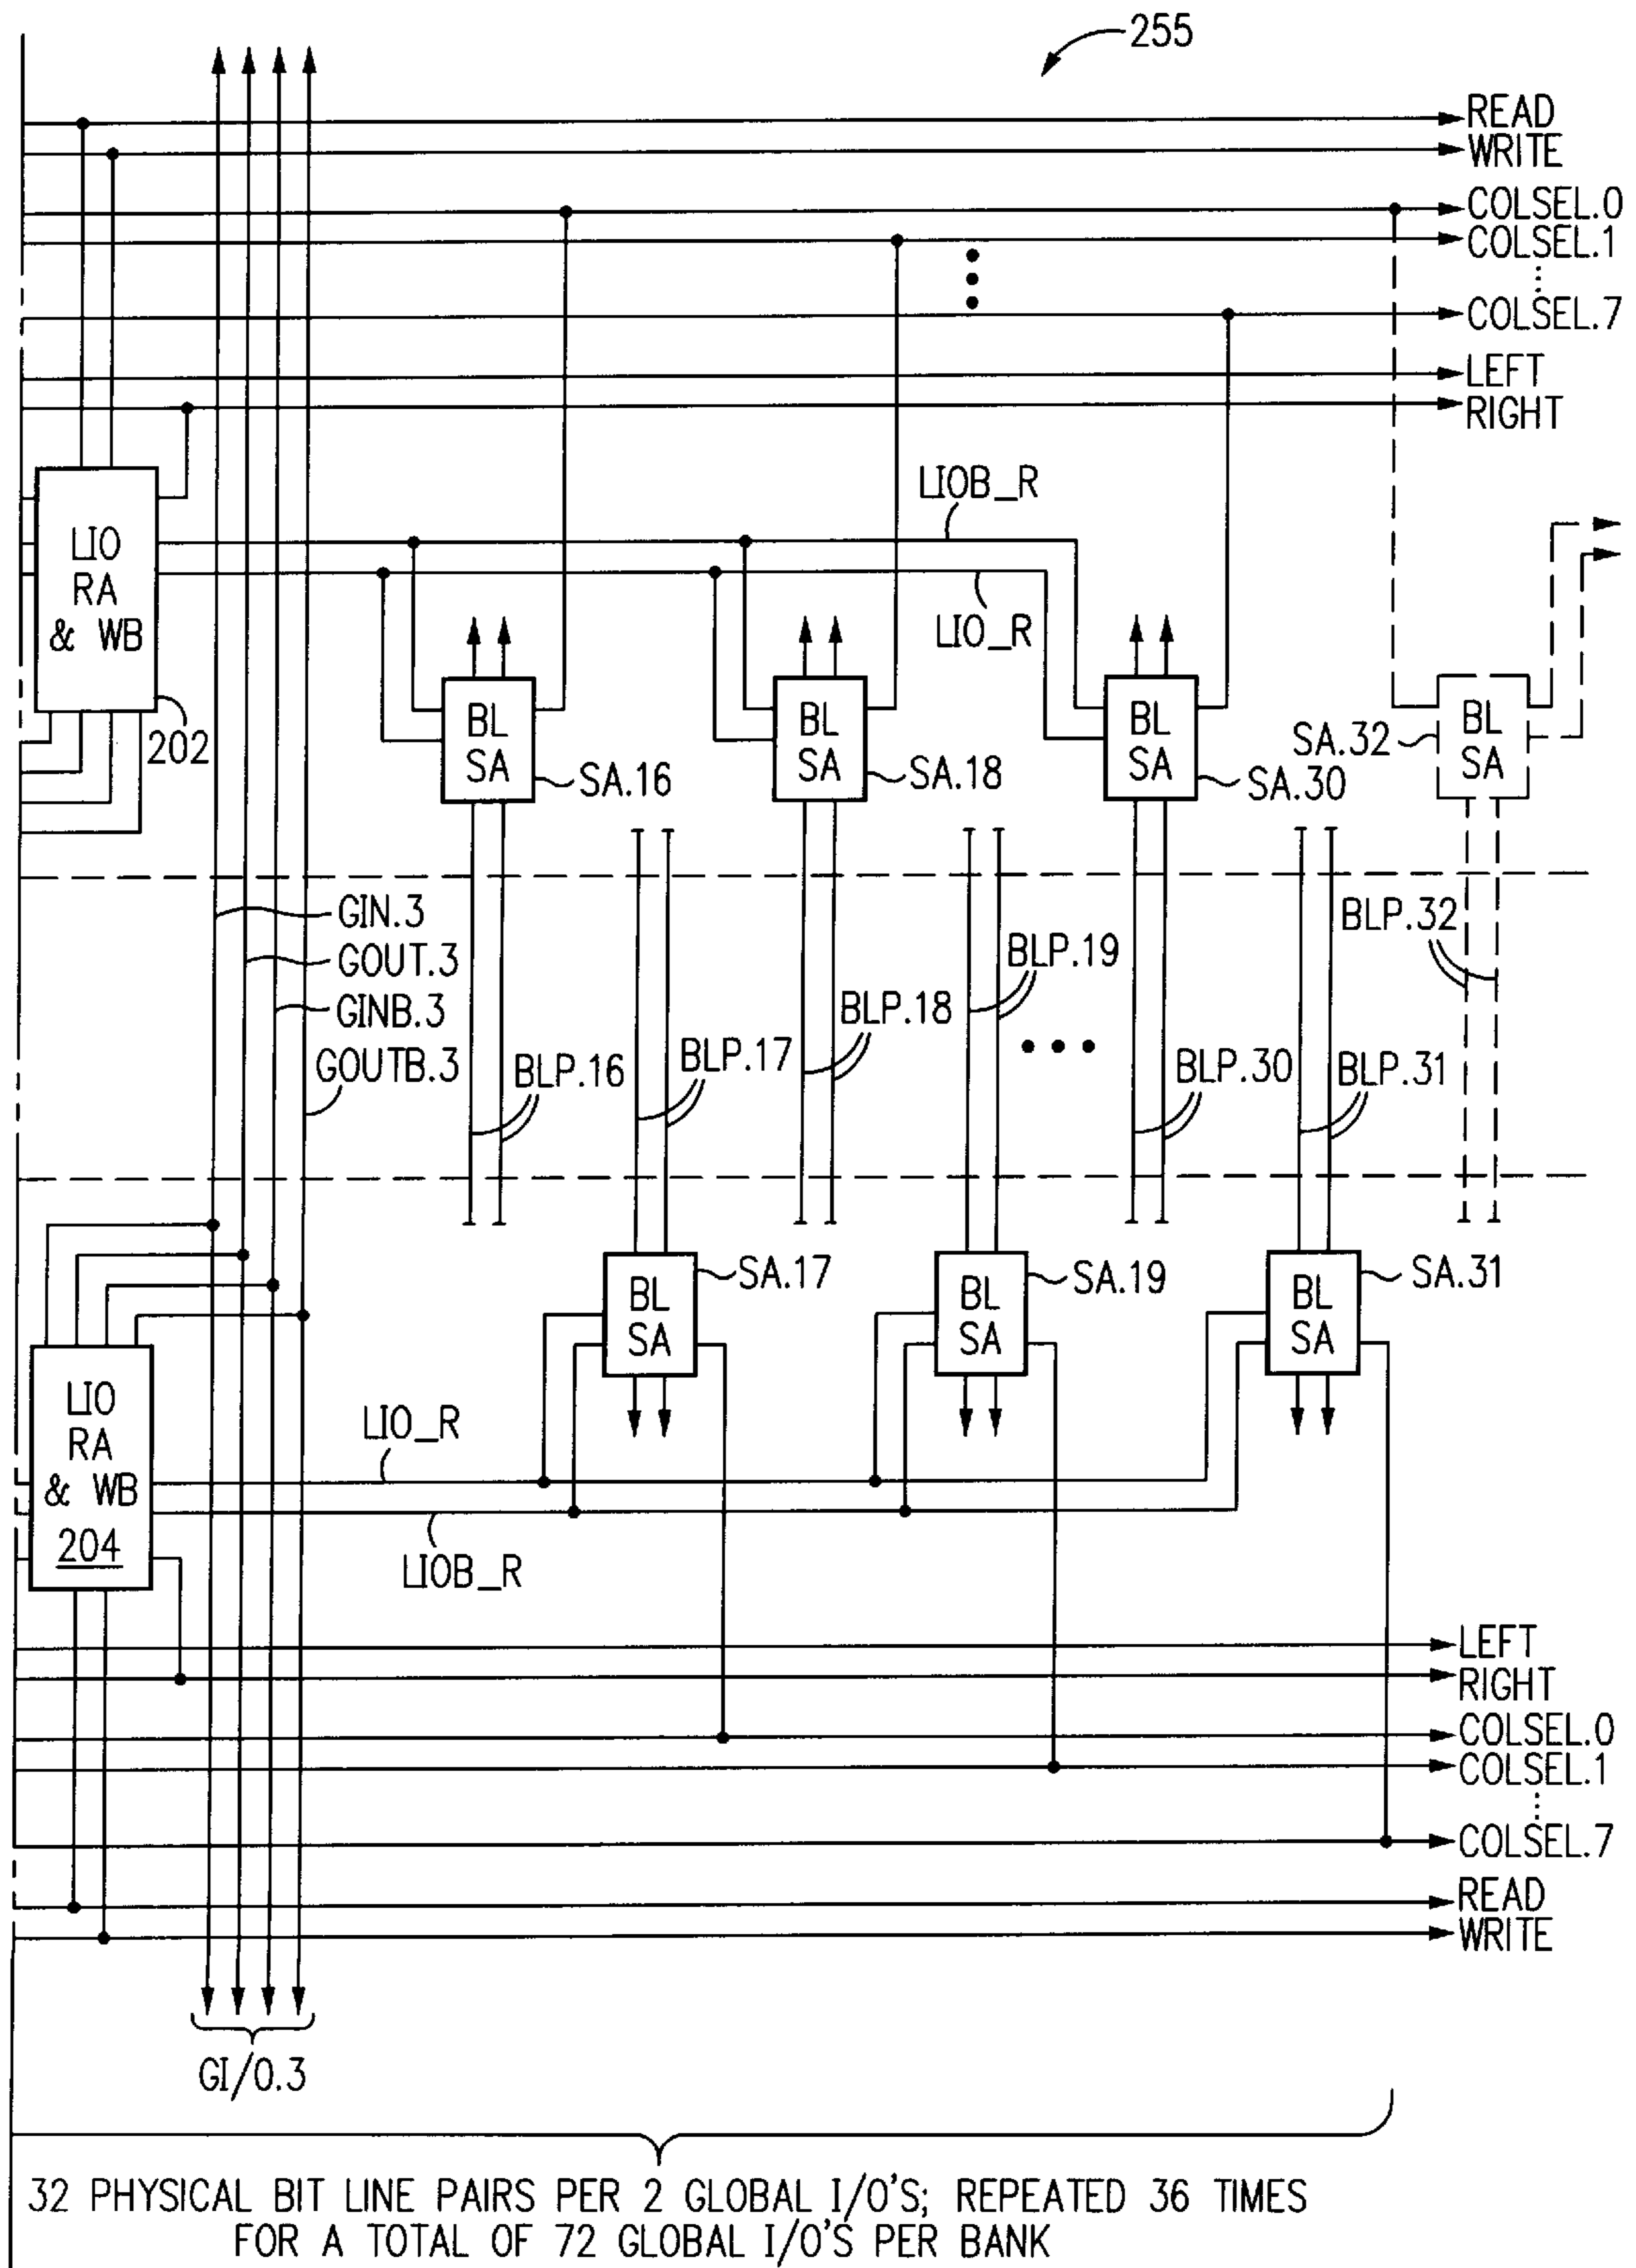 255
READ
WRITE
COLSEL.0
COLSEL.1
COLSEL.7
LEFT
RIGHT
LIOB_R
LIO
RA
& WB
202
LIO_R
BL
SA
SA.16
BL
SA
SA.18
BL
SA
SA.30
SA.32
BL
SA
GIN.3
GOUT.3
GINB.3
GOUTB.3
BLP.16
BLP.17
BLP.18
BLP.19
BLP.30
BLP.31
BLP.32
BL
SA
SA.17
BL
SA
SA.19
BL
SA
SA.31
LIO
RA
& WB
204
LIO_R
LIOB_R
LEFT
RIGHT
COLSEL.0
COLSEL.1
COLSEL.7
READ
WRITE
GI/O.3
32 PHYSICAL BIT LINE PAIRS PER 2 GLOBAL I/O'S; REPEATED 36 TIMES
FOR A TOTAL OF 72 GLOBAL I/O'S PER BANK